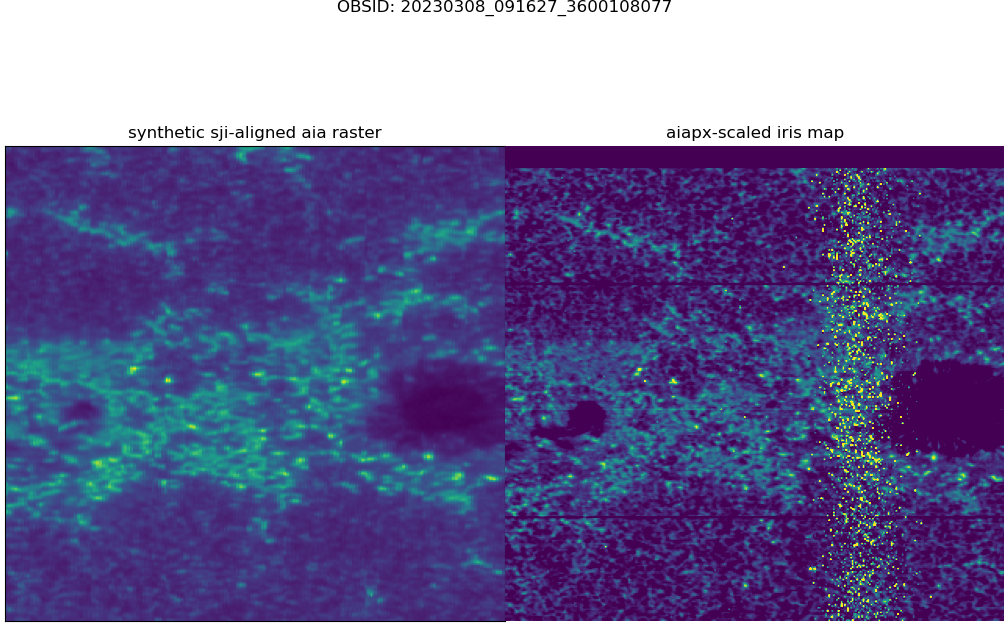 OBSID: 20230308_091627_3600108077
synthetic sji-aligned aia raster
aiapx-scaled iris map